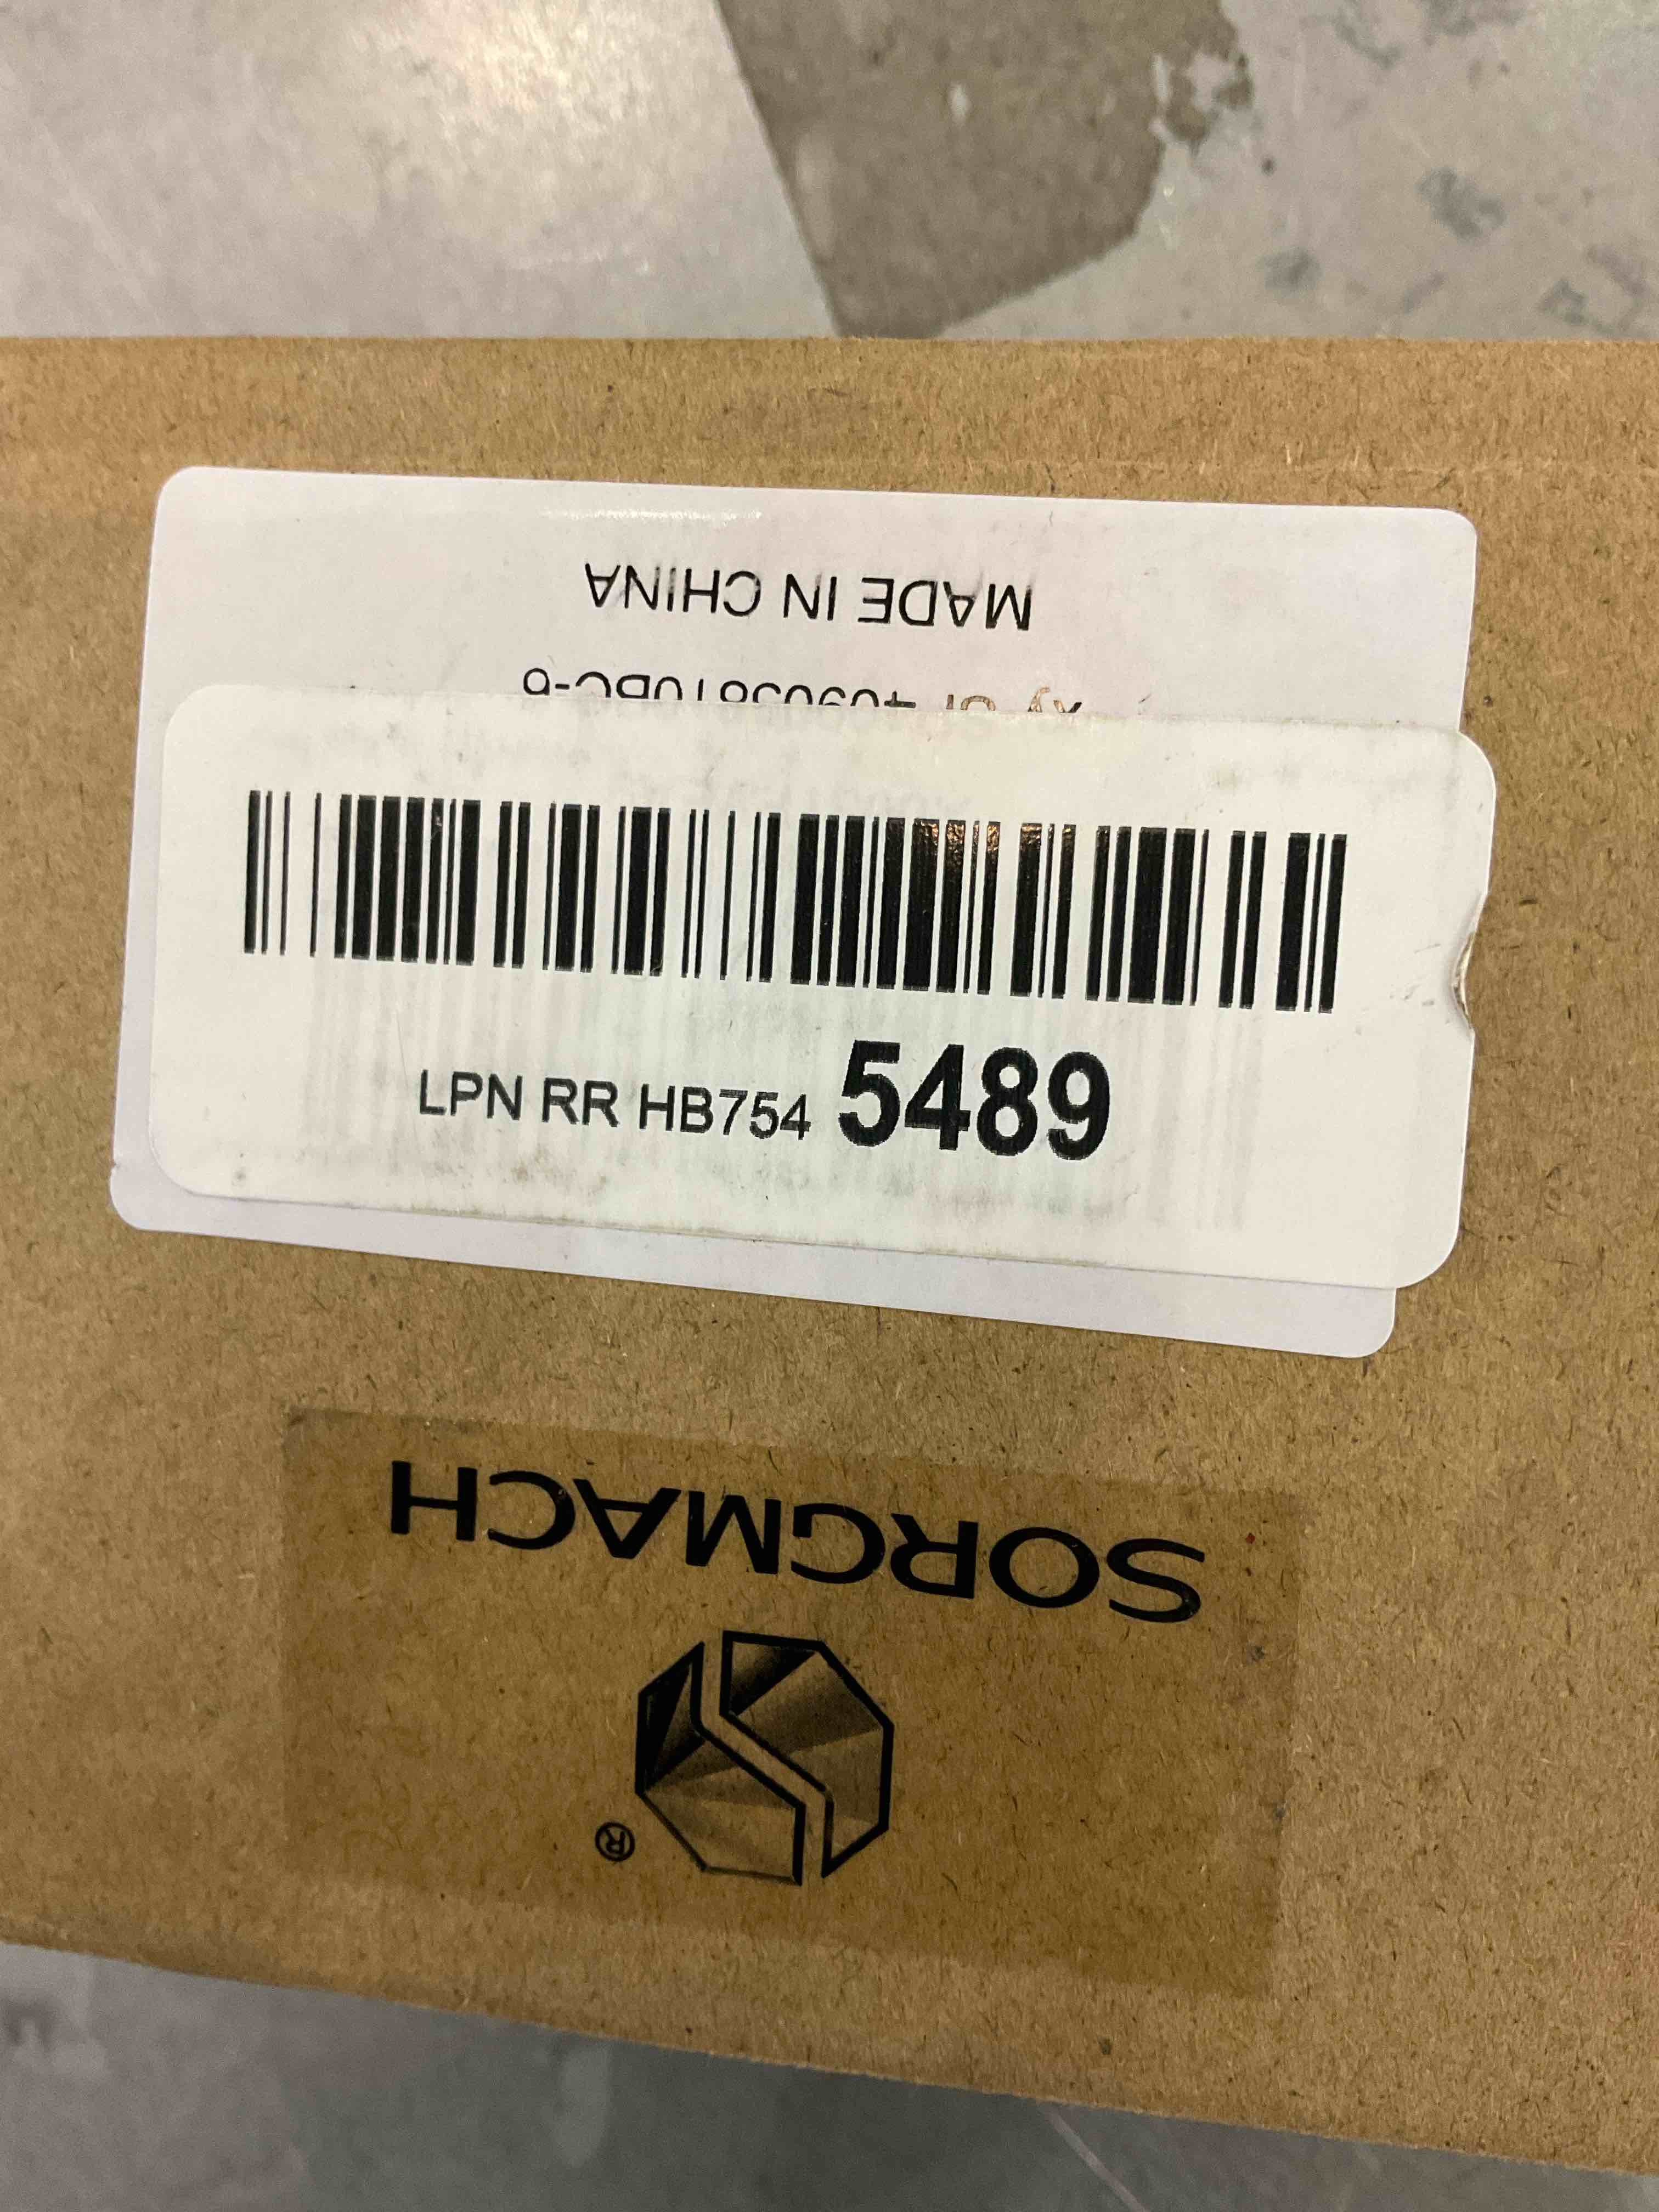 MADE IN CHINA
LPN RR HB754 5489
SORGMACH
®